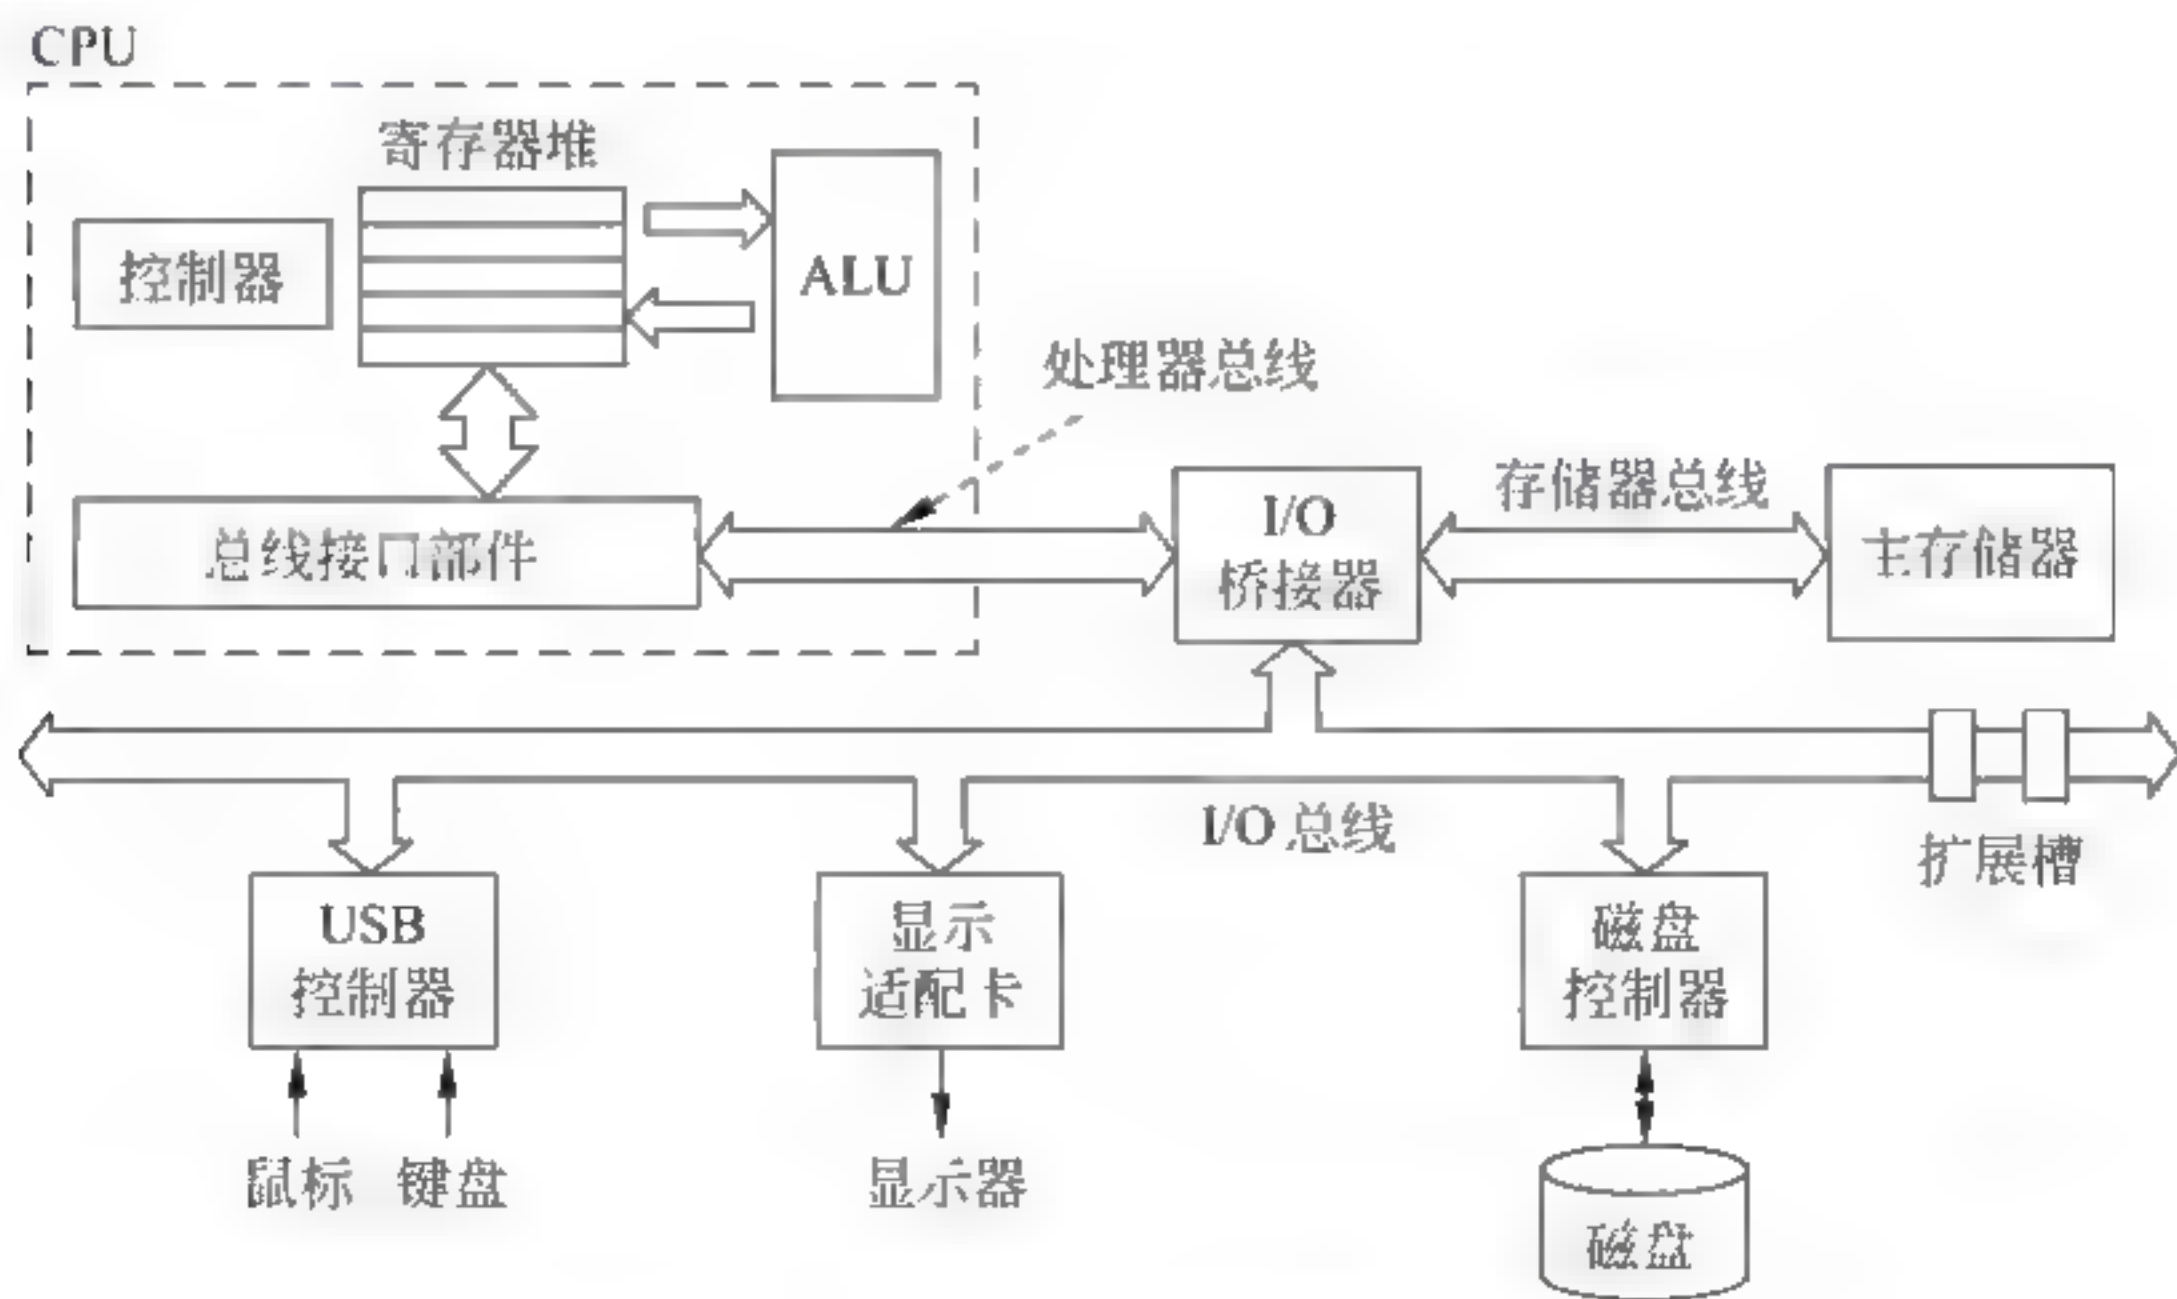 CPU
寄存器堆
控制器
ALU
处理器总线
总线接口部件
I/O
桥接器
存储器总线
主存储器
I/O 总线
扩展槽
USB
控制器
显示
适配卡
磁盘
控制器
鼠标
键盘
显示器
磁盘